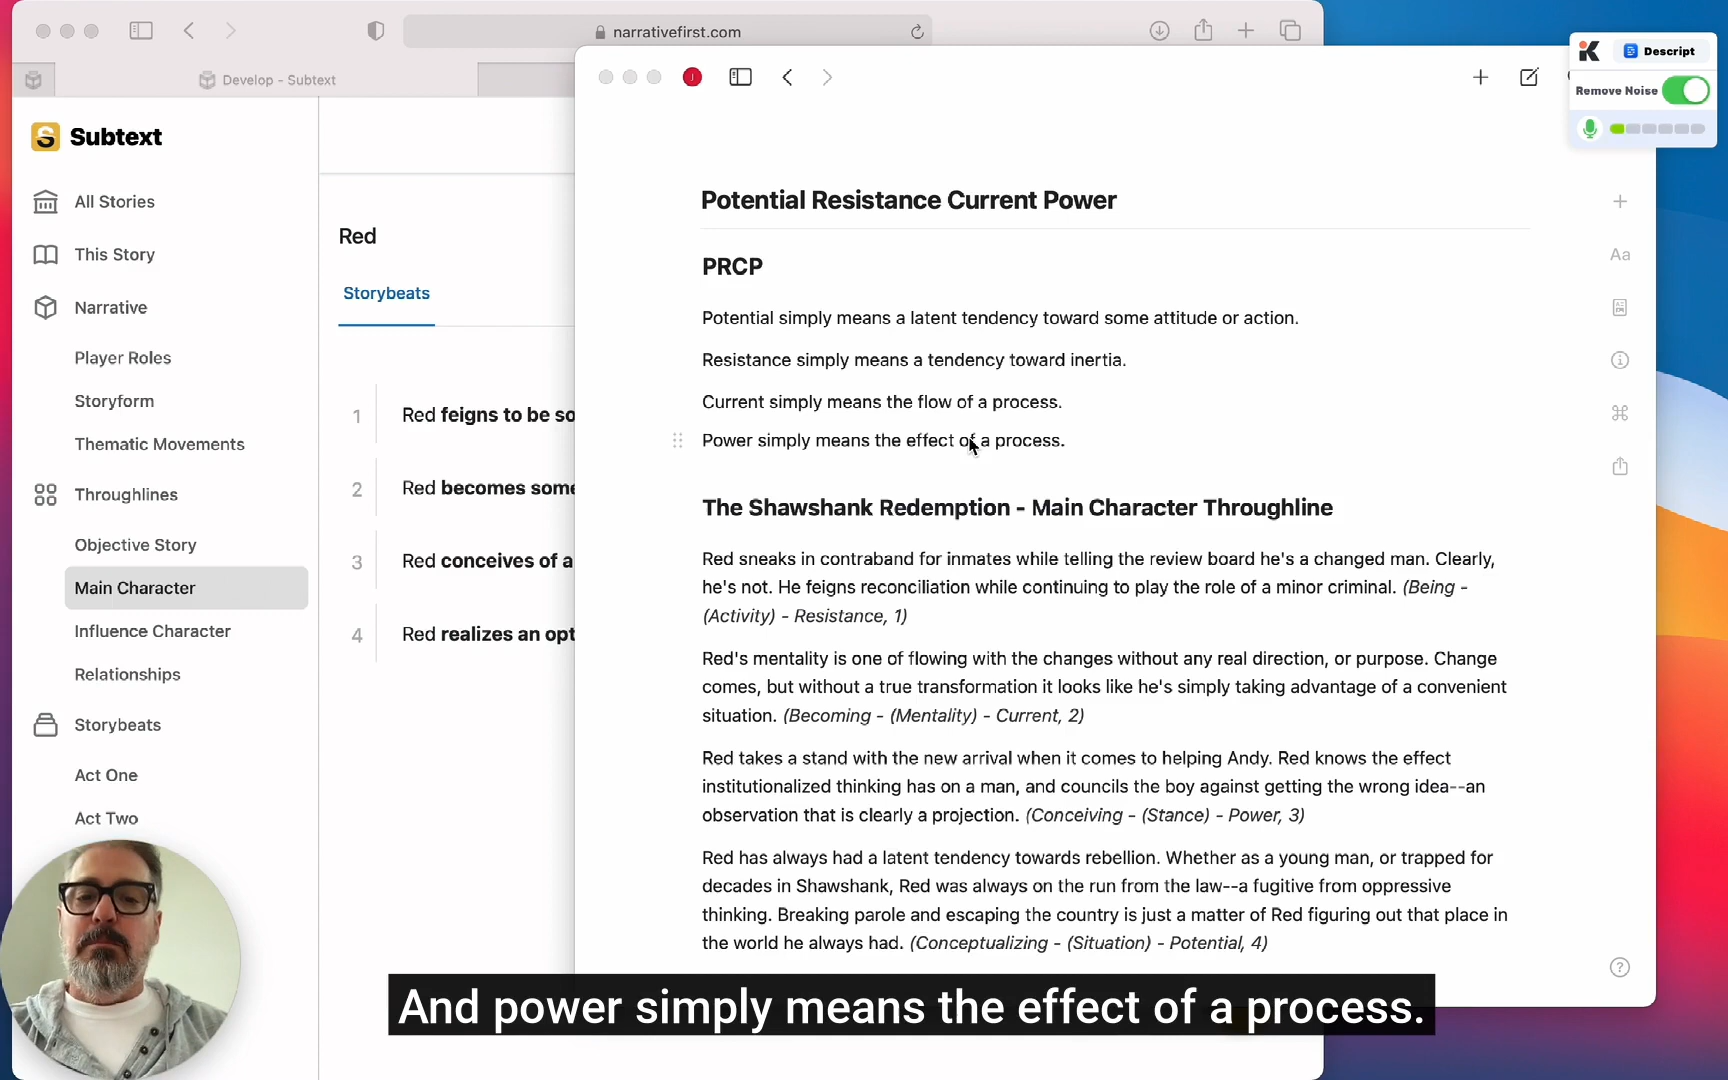 narrativefirst.com
Develop - Subtext
Descript
Remove Noise
Subtext
All Stories
This Story
Narrative
Player Roles
Storyform
Thematic Movements
Throughlines
Objective Story
Main Character
Influence Character
Relationships
Storybeats
Act One
Act Two
Red
Storybeats
1 Red feigns to be so
2 Red becomes some
3 Red conceives of a
4 Red realizes an opt
Potential Resistance Current Power
PRCP
Potential simply means a latent tendency toward some attitude or action.
Resistance simply means a tendency toward inertia.
Current simply means the flow of a process.
Power simply means the effect of a process.
The Shawshank Redemption - Main Character Throughline
Red sneaks in contraband for inmates while telling the review board he's a changed man. Clearly,
he's not. He feigns reconciliation while continuing to play the role of a minor criminal. (Being -
(Activity) - Resistance, 1)
Red's mentality is one of flowing with the changes without any real direction, or purpose. Change
comes, but without a true transformation it looks like he's simply taking advantage of a convenient
situation. (Becoming - (Mentality) - Current, 2)
Red takes a stand with the new arrival when it comes to helping Andy. Red knows the effect
institutionalized thinking has on a man, and councils the boy against getting the wrong idea--an
observation that is clearly a projection. (Conceiving - (Stance) - Power, 3)
Red has always had a latent tendency towards rebellion. Whether as a young man, or trapped for
decades in Shawshank, Red was always on the run from the law--a fugitive from oppressive
thinking. Breaking parole and escaping the country is just a matter of Red figuring out that place in
the world he always had. (Conceptualizing - (Situation) - Potential, 4)
Aa
And power simply means the effect of a process.